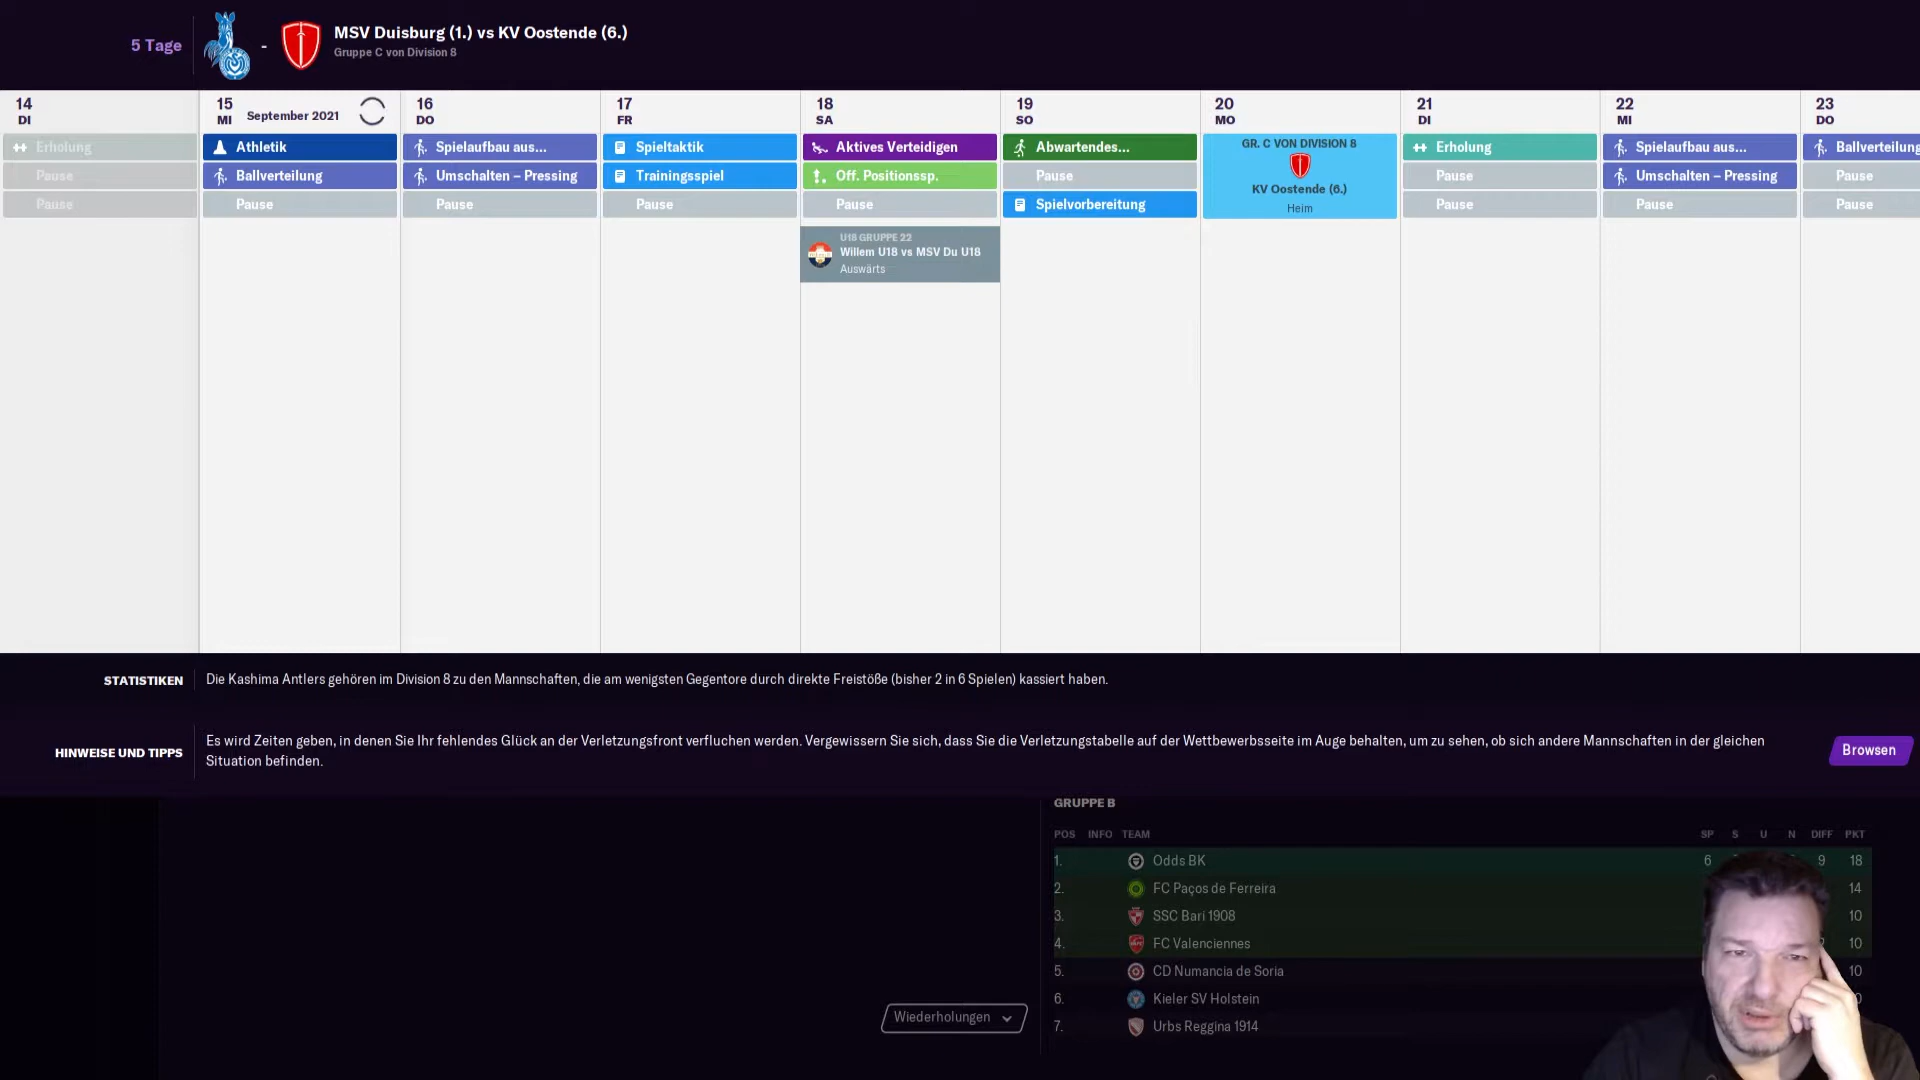 5 Tage
-
MSV Duisburg (1.) vs KV Oostende (6.)
Gruppe C von Division 8
14
DI
Erholung
Pause
Pause
15
MI
September 2021
Athletik
Ballverteilung
Pause
16
DO
Spielaufbau aus...
Umschalten – Pressing
Pause
17
FR
Spieltaktik
Trainingsspiel
Pause
18
SA
Aktives Verteidigen
Off. Positionssp.
Pause
U18 GRUPPE 22
Willem U18 vs MSV Du U18
Auswärts
19
SO
Abwartendes...
Pause
Spielvorbereitung
20
MO
GR. C VON DIVISION 8
KV Oostende (6.)
Heim
21
DI
Erholung
Pause
Pause
22
MI
Spielaufbau aus...
Umschalten – Pressing
Pause
23
DO
Ballverteilung
Pause
Pause
STATISTIKEN
Die Kashima Antlers gehören im Division 8 zu den Mannschaften, die am wenigsten Gegentore durch direkte Freistöße (bisher 2 in 6 Spielen) kassiert haben.
HINWEISE UND TIPPS
Es wird Zeiten geben, in denen Sie Ihr fehlendes Glück an der Verletzungsfront verfluchen werden. Vergewissern Sie sich, dass Sie die Verletzungstabelle auf der Wettbewerbsseite im Auge behalten, um zu sehen, ob sich andere Mannschaften in der gleichen
Situation befinden.
Browsen
GRUPPE B
POS INFO TEAM SP S U N DIFF PKT
1. Odds BK 6 9 18
2. FC Paços de Ferreira 14
3. SSC Bari 1908 10
4. FC Valenciennes 10
5. CD Numancia de Soria 10
6. Kieler SV Holstein
7. Urbs Reggina 1914
Wiederholungen